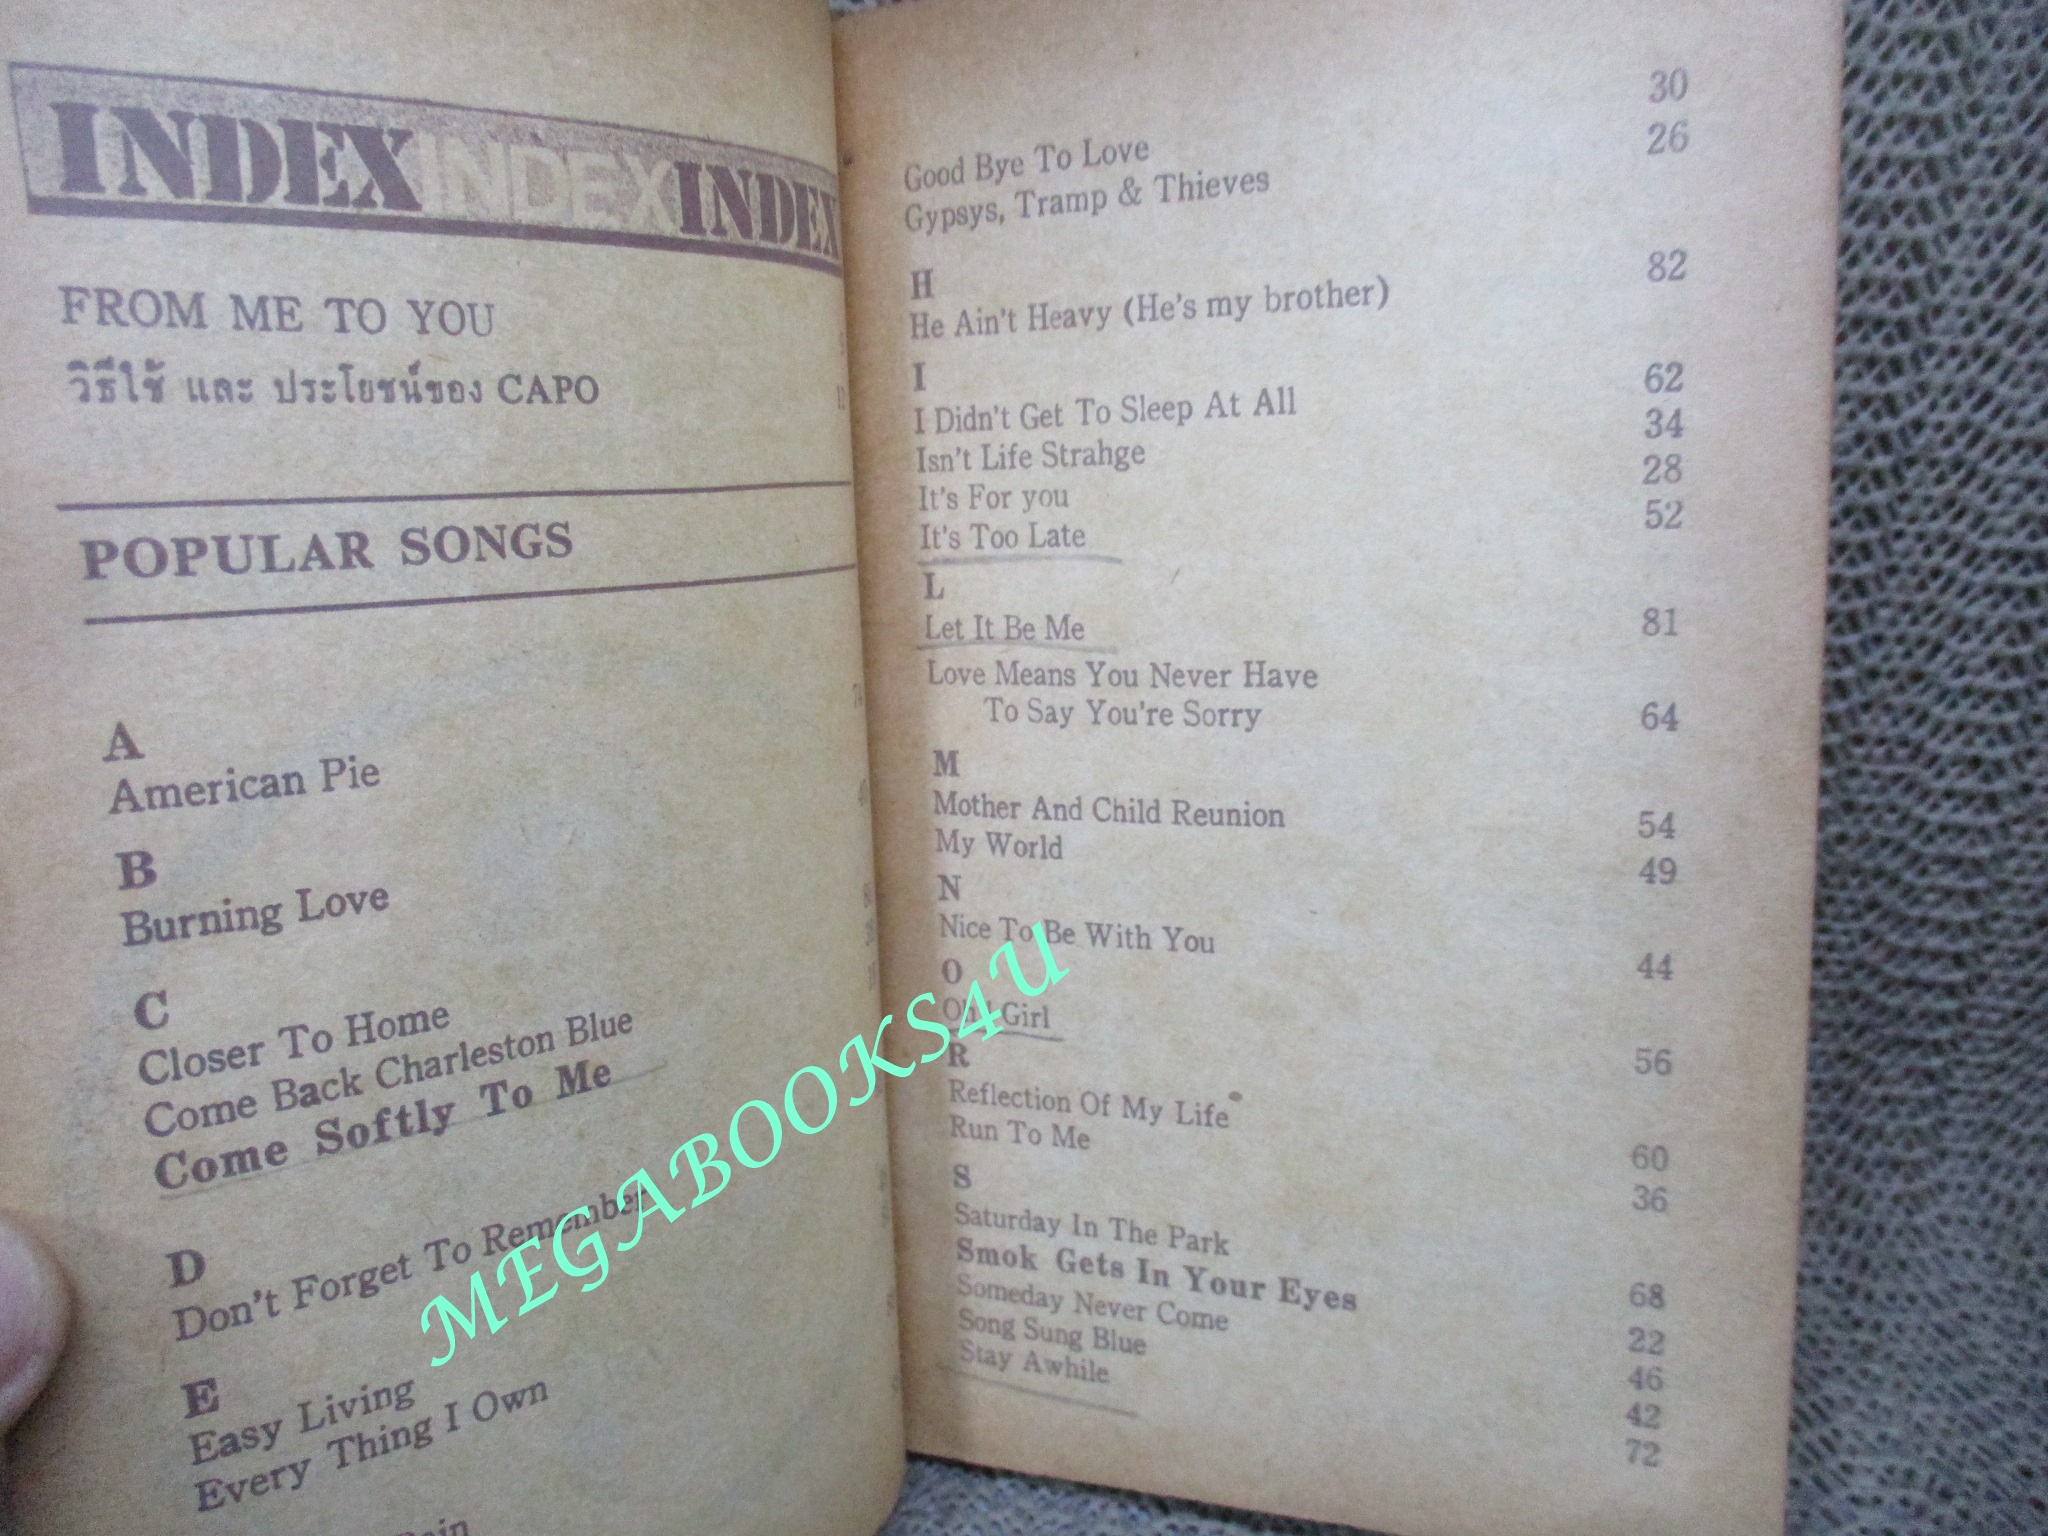 INDEX INDEX INDEX
FROM ME TO YOU
วิธีใช้ และ ประโยชน์ของ CAPO 12
POPULAR SONGS
A
American Pie
B
Burning Love
C
Closer To Home
Come Back Charleston Blue
Come Softly To Me
D
Don't Forget To Remember
E
Easy Living
Every Thing I Own
Good Bye To Love 30
Gypsys, Tramp & Thieves 26
H
He Ain't Heavy (He's my brother) 82
I
I Didn't Get To Sleep At All 62
Isn't Life Strahge 34
It's For you 28
It's Too Late 52
L
Let It Be Me 81
Love Means You Never Have
To Say You're Sorry 64
M
Mother And Child Reunion 54
My World 49
N
Nice To Be With You 44
O
Oh! Girl 56
R
Reflection Of My Life 60
Run To Me 36
S
Saturday In The Park 68
Smok Gets In Your Eyes 22
Someday Never Come 46
Song Sung Blue 42
Stay Awhile 72
MEGABOOKS4U